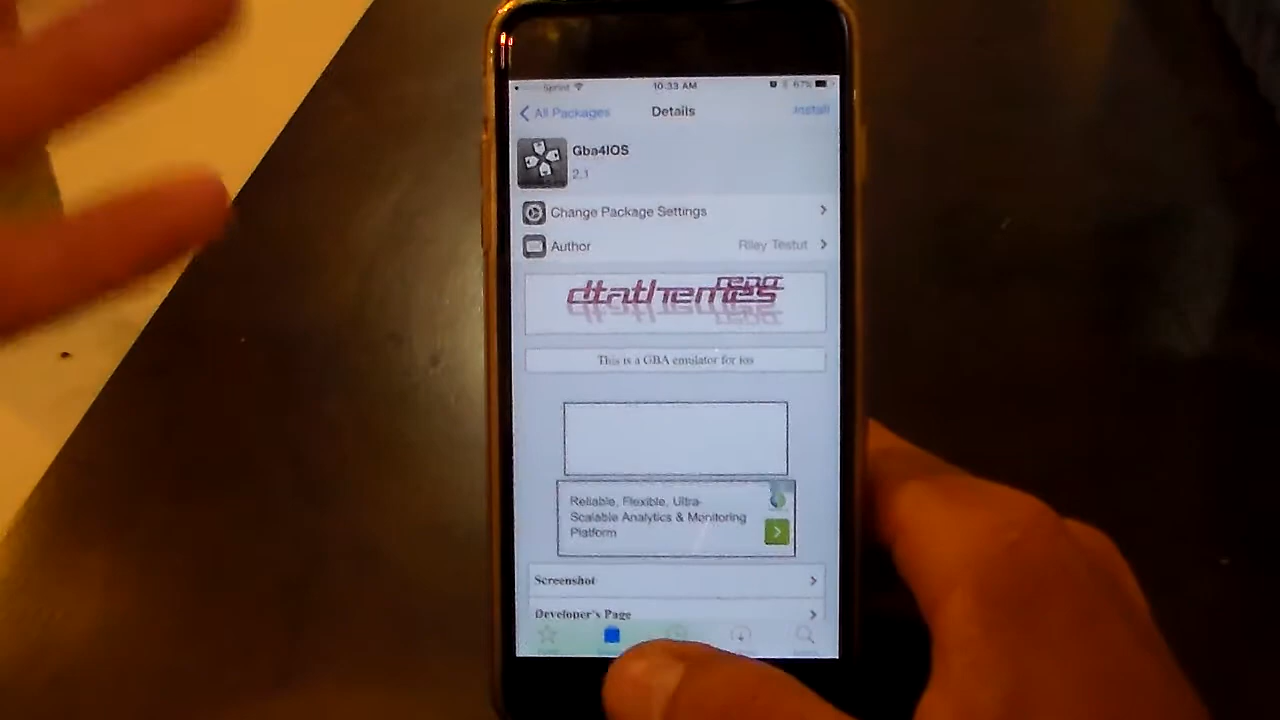 Sprint
10:33 AM
67%
All Packages
Details
Install
Gba4IOS
2.1
Change Package Settings
Author
Riley Testut
dtathemes
repo
This is a GBA emulator for ios
Reliable, Flexible, Ultra-
Scalable Analytics & Monitoring
Platform
Screenshot
Developer's Page